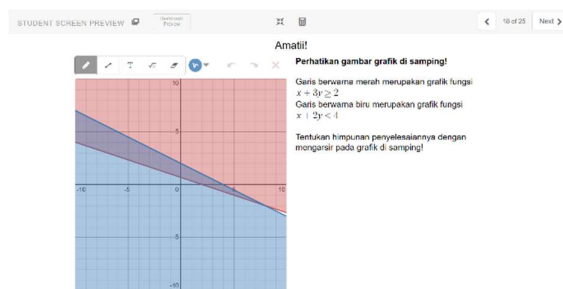 STUDENT SCREEN PREVIEW
16 of 25
Next
Amatii!
Perhatikan gambar grafik di samping!
Garis berwarna merah merupakan grafik fungsi
x + 3y ≥ 2
Garis berwarna biru merupakan grafik fungsi
x + 2y < 4
Tentukan himpunan penyelesaiannya dengan
mengarsir pada grafik di samping!
10
5
-10
-5
0
5
10
-5
-10